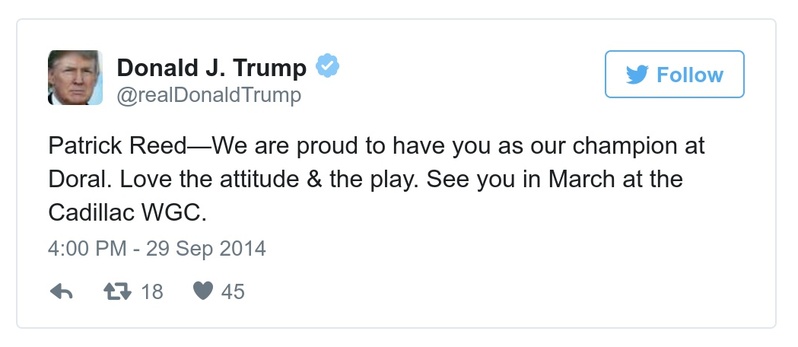 Donald J. Trump
@realDonaldTrump
Follow
Patrick Reed—We are proud to have you as our champion at
Doral. Love the attitude & the play. See you in March at the
Cadillac WGC.
4:00 PM - 29 Sep 2014
18 45